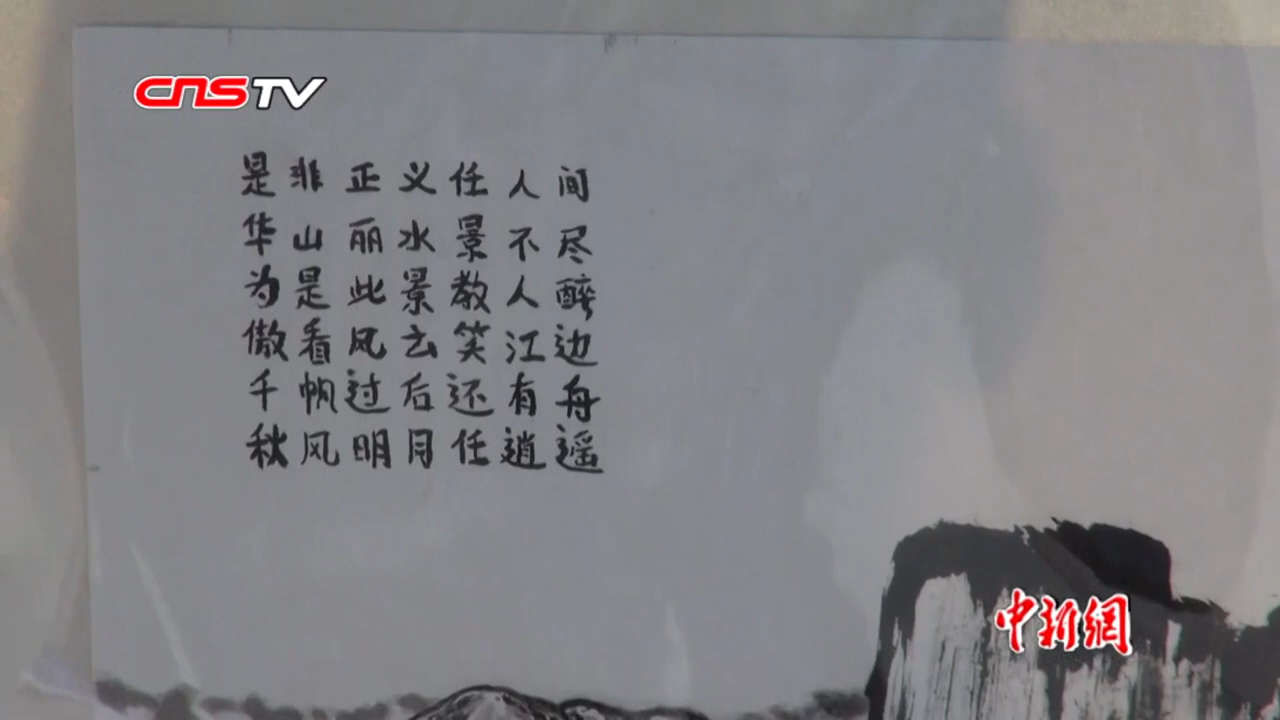 CNSTV
是非正义任人间
华山丽水景不尽
为是此景教人醉
傲看风云笑江边
千帆过后还有舟
秋风明月任逍遥
中新網